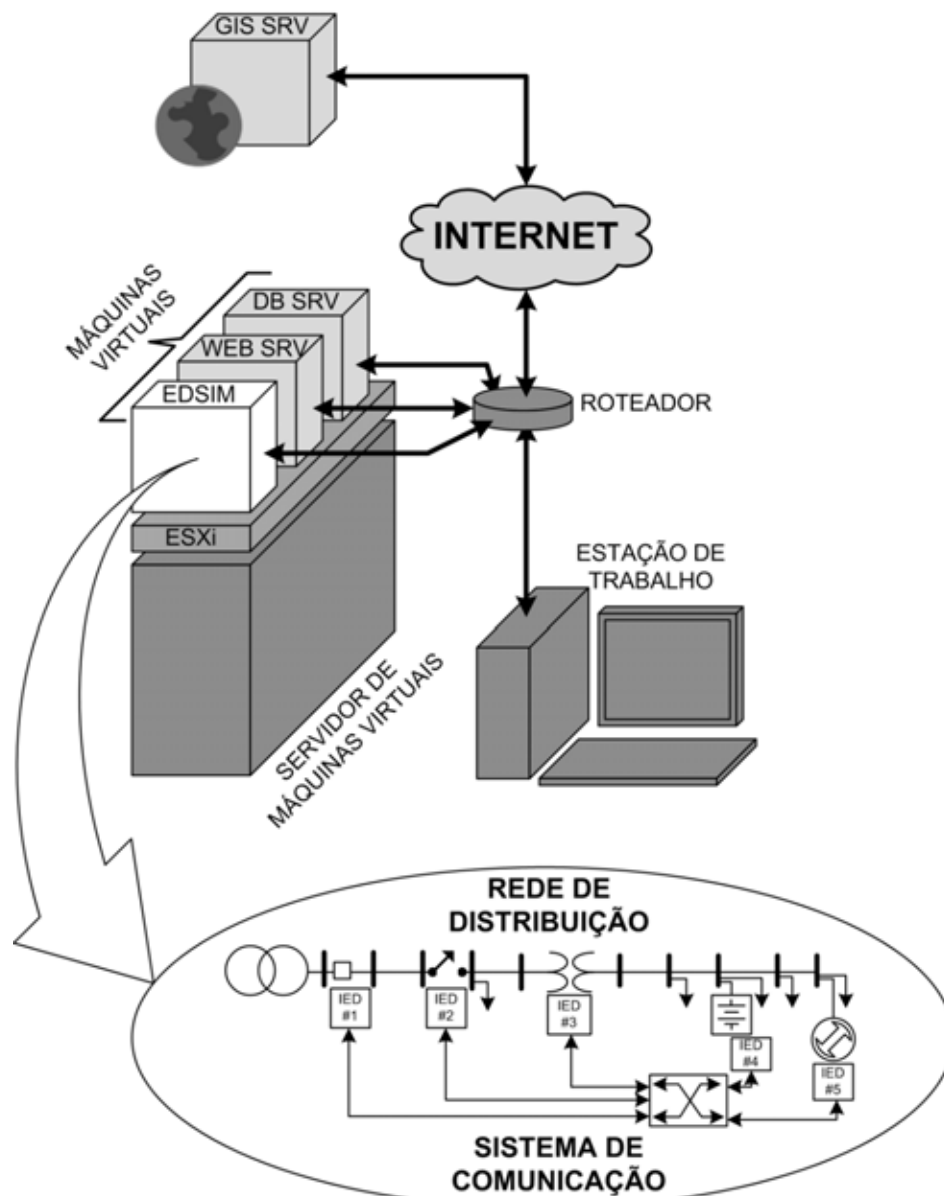 GIS SRV
INTERNET
MÁQUINAS
VIRTUAIS
DB SRV
WEB SRV
EDSIM
ROTEADOR
ESXi
ESTAÇÃO DE
TRABALHO
SERVIDOR DE
MÁQUINAS VIRTUAIS
REDE DE
DISTRIBUIÇÃO
IED
#1
IED
#2
IED
#3
IED
#4
IED
#5
SISTEMA DE
COMUNICAÇÃO